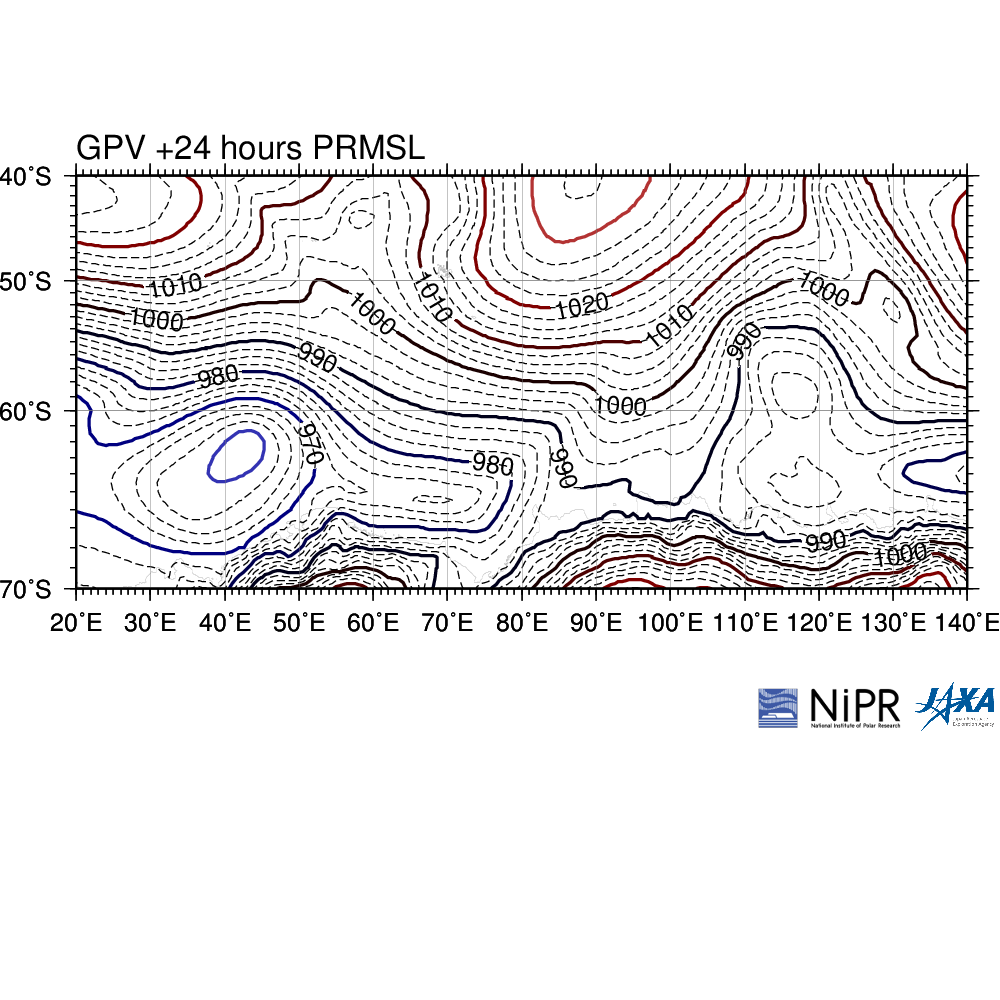 GPV +24 hours PRMSL
40°S
50°S
60°S
70°S
1010
1000
1010
1000
1020
1010
1000
990
980
990
1000
970
980
990
990
1000
20°E 30°E 40°E 50°E 60°E 70°E 80°E 90°E 100°E 110°E 120°E 130°E 140°E
NiPR
National Institute of Polar Research
JAXA
Exploration Agency